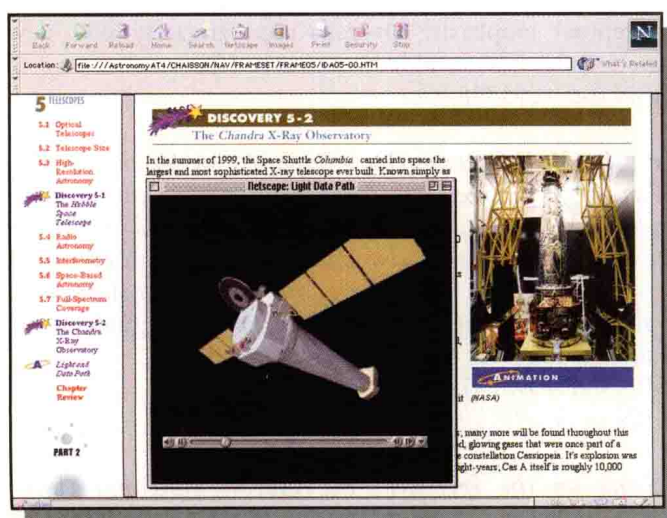 Back Forward Reload Home Search Netscape Images Print Security Stop
N
Location: file:///AstronomyAT4/CHAISSON/NAV/FRAMESET/FRAME05/IDA05-00.HTM What's Related
5 TELESCOPES
5.1 Optical
Telescopes
5.2 Telescope Size
5.3 High-
Resolution
Astronomy
Discovery 5-1
The Hubble
Space
Telescope
5.4 Radio
Astronomy
5.5 Interferometry
5.6 Space-Based
Astronomy
5.7 Full-Spectrum
Coverage
Discovery 5-2
The Chandra
X-Ray
Observatory
A Light and
Data Path
Chapter
Review
PART 2
DISCOVERY 5-2
The Chandra X-Ray Observatory
In the summer of 1999, the Space Shuttle Columbia carried into space the
largest and most sophisticated X-ray telescope ever built. Known simply as
Netscape: Light Data Path
ANIMATION
it (NASA)
many more will be found throughout this
glowing gases that were once part of a
constellation Cassiopeia. It's explosion was
ght-years, Cas A itself is roughly 10,000